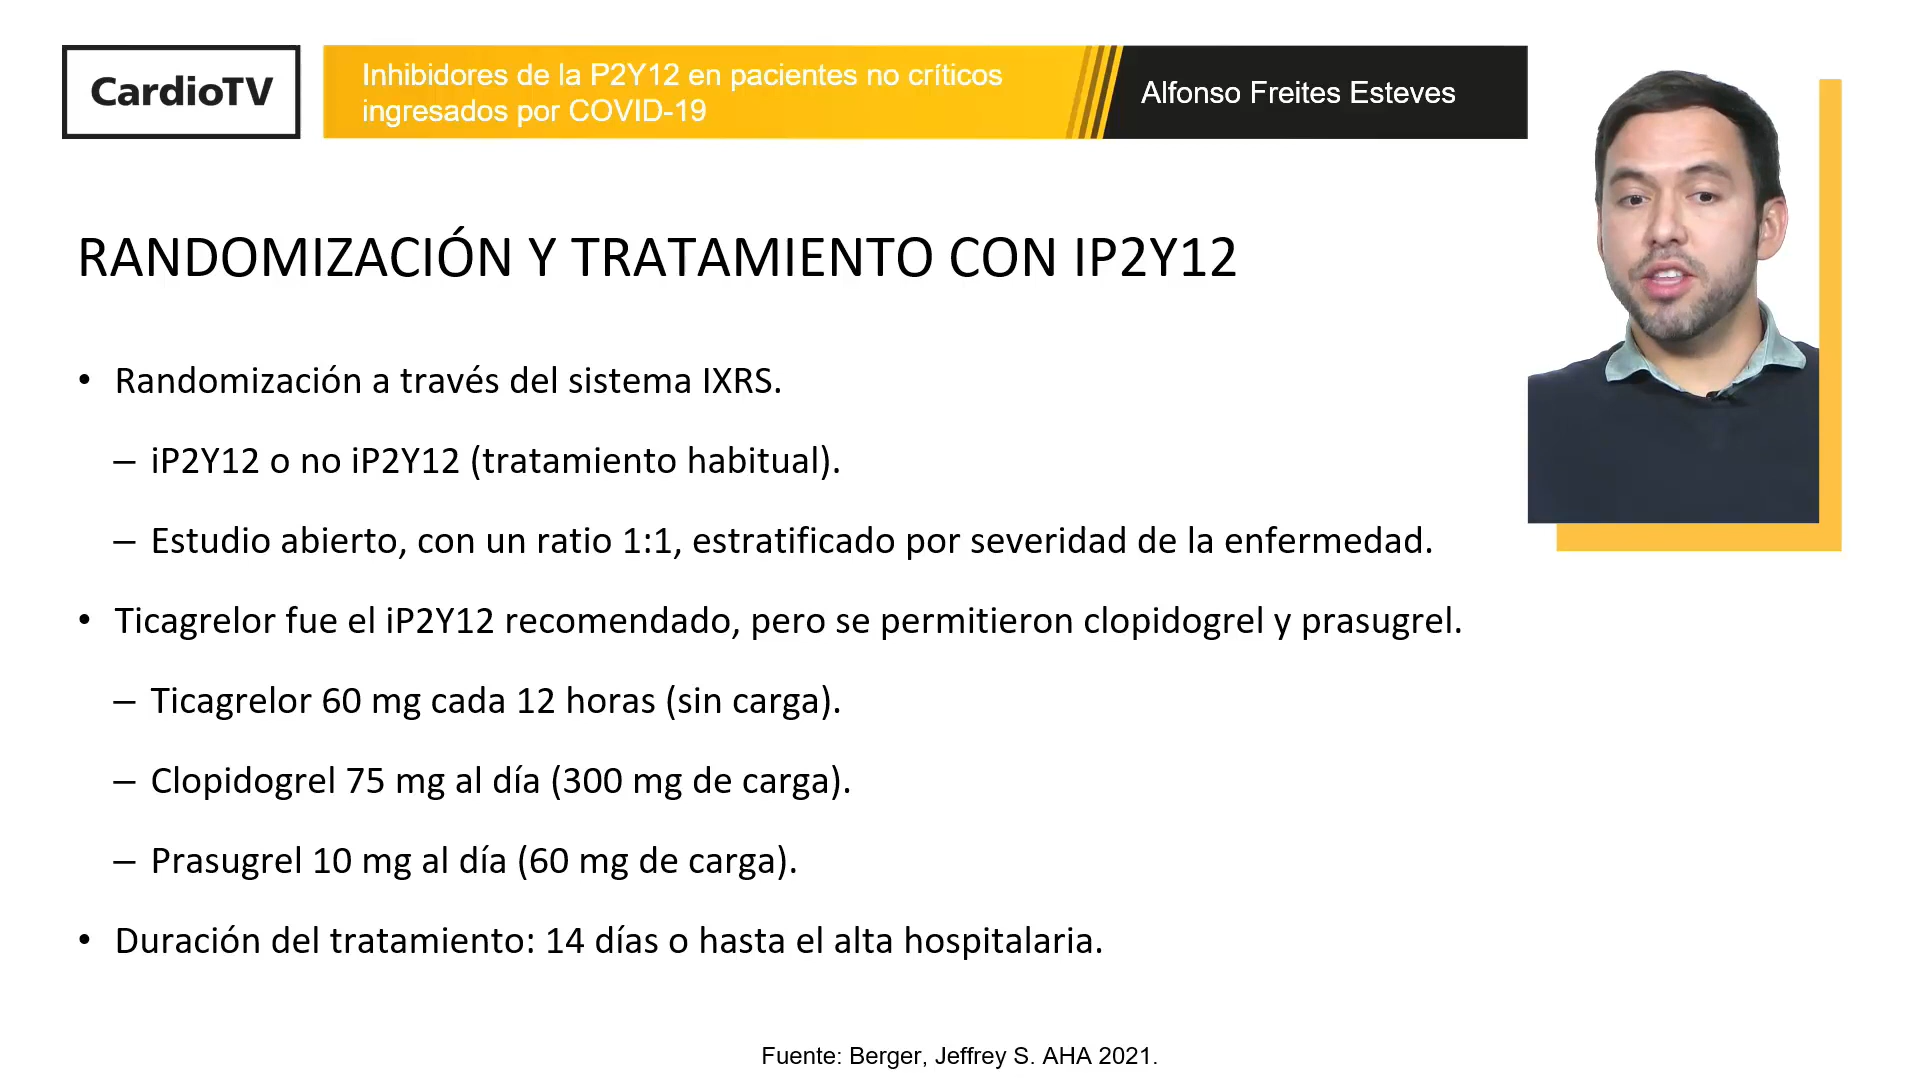 CardioTV
Inhibidores de la P2Y12 en pacientes no críticos
ingresados por COVID-19
Alfonso Freites Esteves
RANDOMIZACIÓN Y TRATAMIENTO CON IP2Y12
• Randomización a través del sistema IXRS.
– iP2Y12 o no iP2Y12 (tratamiento habitual).
– Estudio abierto, con un ratio 1:1, estratificado por severidad de la enfermedad.
• Ticagrelor fue el iP2Y12 recomendado, pero se permitieron clopidogrel y prasugrel.
– Ticagrelor 60 mg cada 12 horas (sin carga).
– Clopidogrel 75 mg al día (300 mg de carga).
– Prasugrel 10 mg al día (60 mg de carga).
• Duración del tratamiento: 14 días o hasta el alta hospitalaria.
Fuente: Berger, Jeffrey S. AHA 2021.